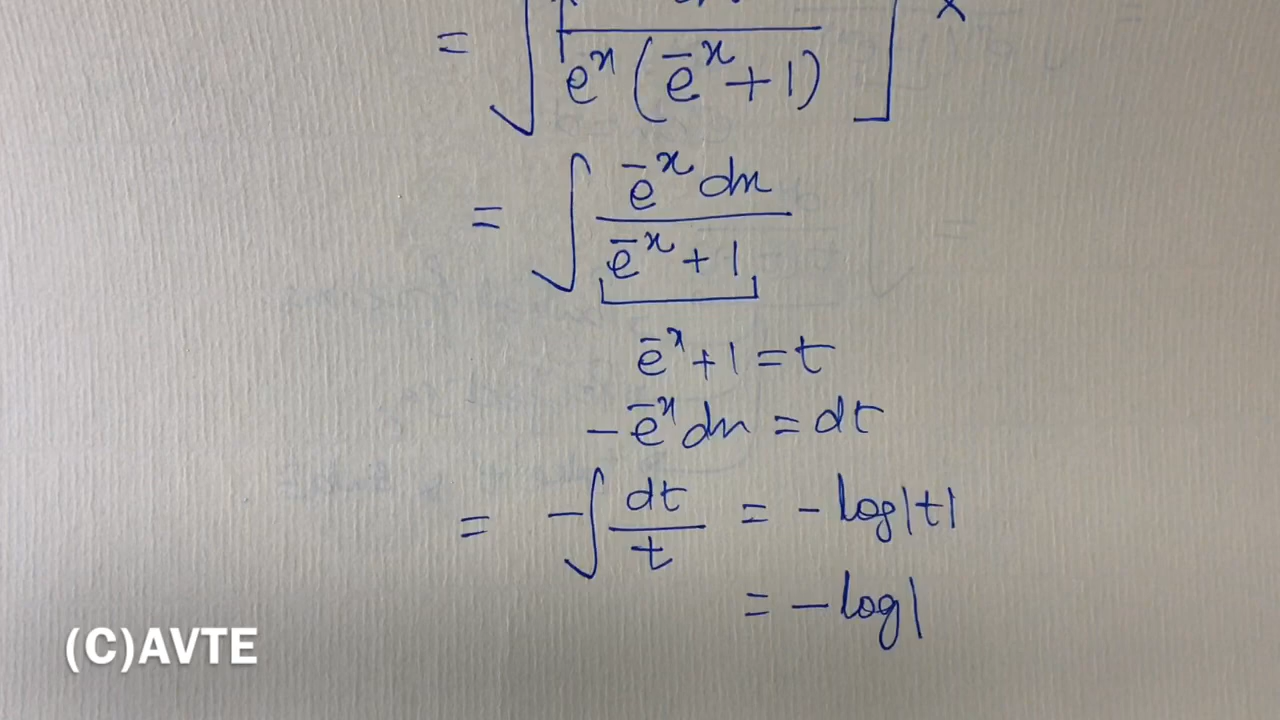 = ∫ e^x (e^-x + 1) x
= ∫ e^-x dx / e^-x + 1
e^-x + 1 = t
- e^-x dx = dt
= -∫ dt / t = - log|t|
= - log|
(C)AVTE